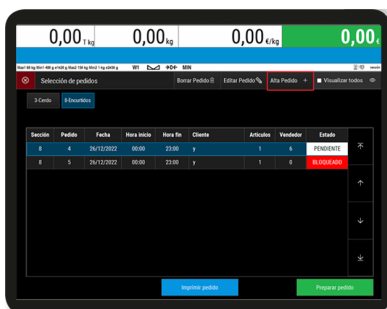 0,00 T kg 0,00 kg 0,00 €/kg 0,00 €
W1 →0← MIN
Selección de pedidos Borrar Pedido Editar Pedido Alta Pedido + Visualizar todos
3-Cerdo 8-Encurtidos
Sección Pedido Fecha Hora inicio Hora fin Cliente Artículos Vendedor Estado
8 4 26/12/2022 00:00 23:00 y 1 6 PENDIENTE
8 5 26/12/2022 00:00 23:00 y 1 0 BLOQUEADO
Imprimir pedido Preparar pedido